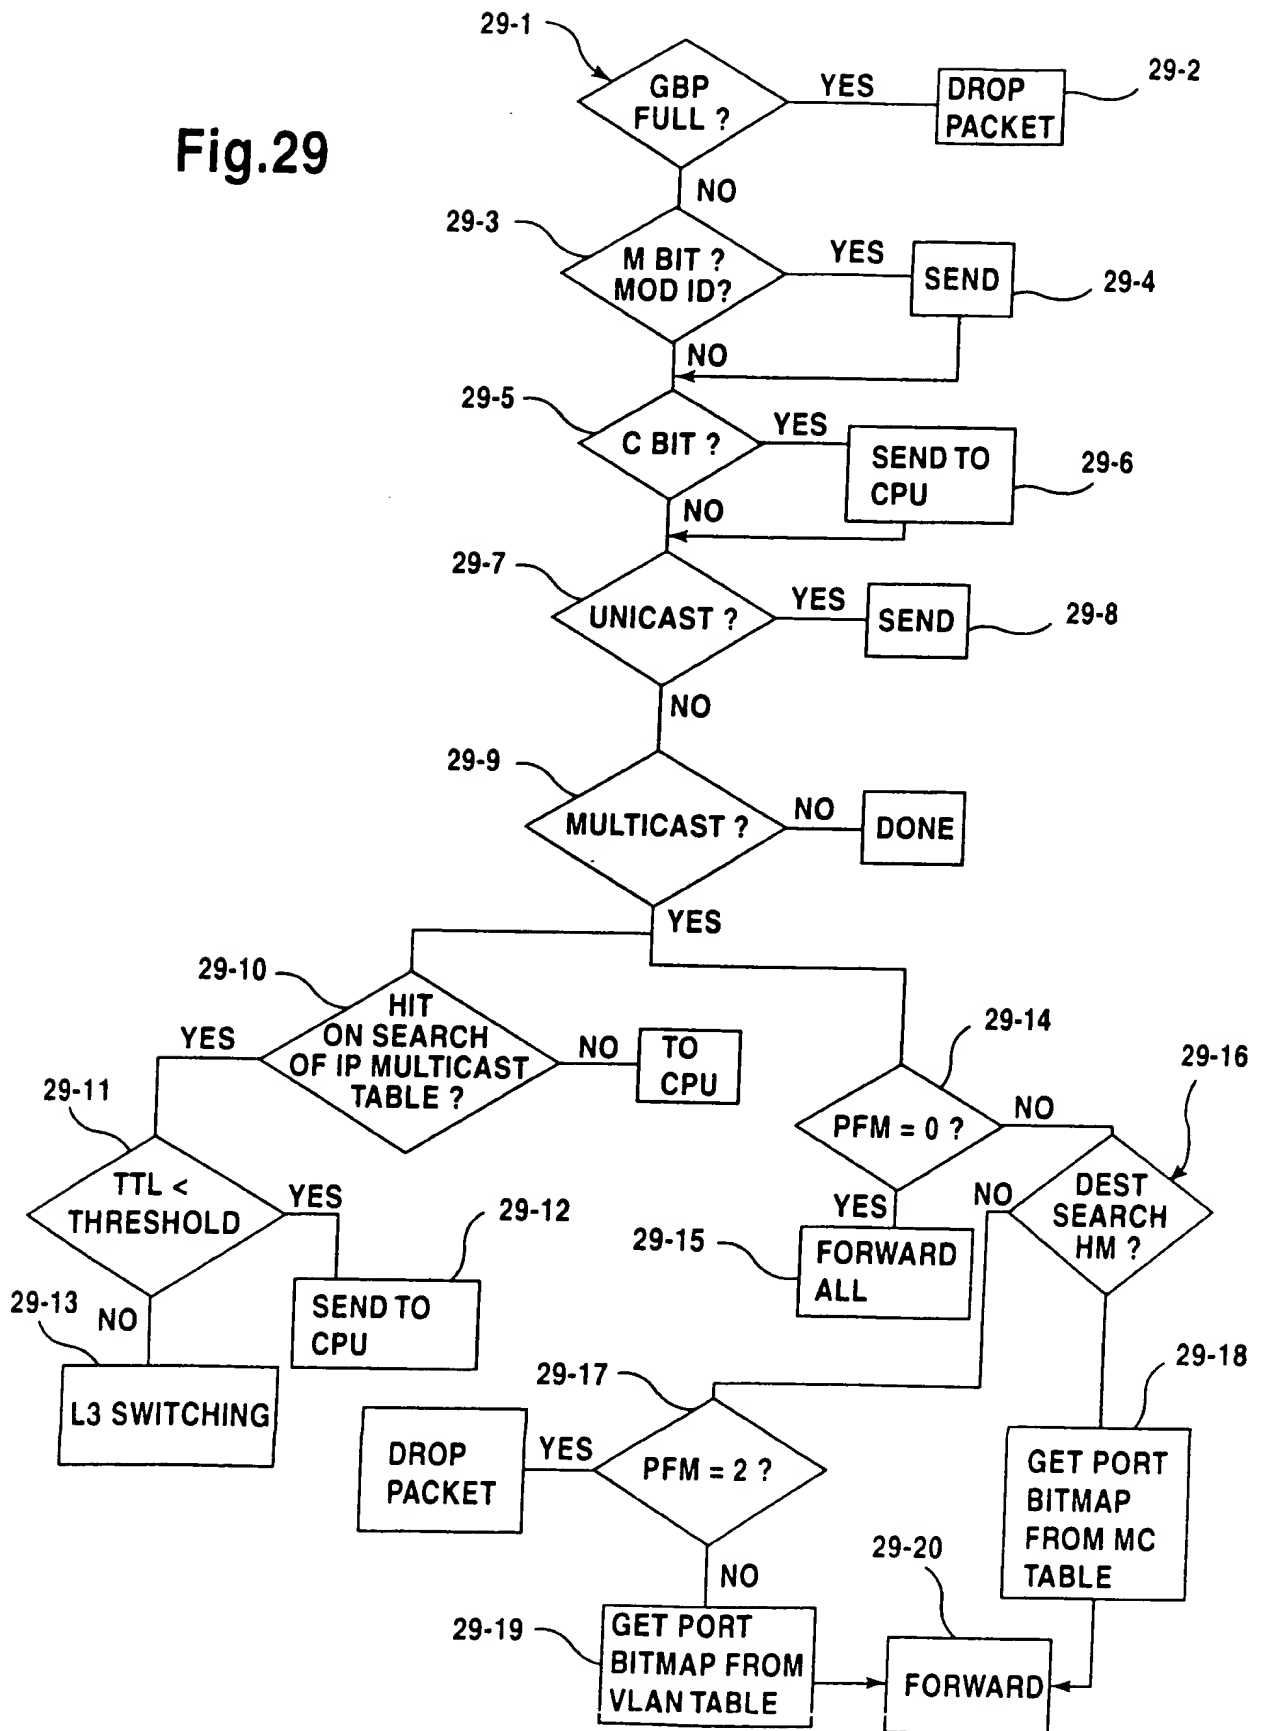 Fig.29
29-1
GBP
FULL ?
YES
DROP
PACKET
29-2
NO
29-3
M BIT ?
MOD ID?
YES
SEND
29-4
NO
29-5
C BIT ?
YES
SEND TO
CPU
29-6
NO
29-7
UNICAST ?
YES
SEND
29-8
NO
29-9
MULTICAST ?
NO
DONE
YES
29-10
HIT
ON SEARCH
OF IP MULTICAST
TABLE ?
YES
NO
TO
CPU
29-11
TTL <
THRESHOLD
YES
29-12
SEND TO
CPU
29-13
NO
L3 SWITCHING
29-14
PFM = 0 ?
NO
YES
29-15
FORWARD
ALL
29-16
DEST
SEARCH
HM ?
NO
29-17
PFM = 2 ?
YES
DROP
PACKET
NO
29-18
GET PORT
BITMAP
FROM MC
TABLE
29-19
GET PORT
BITMAP FROM
VLAN TABLE
29-20
FORWARD